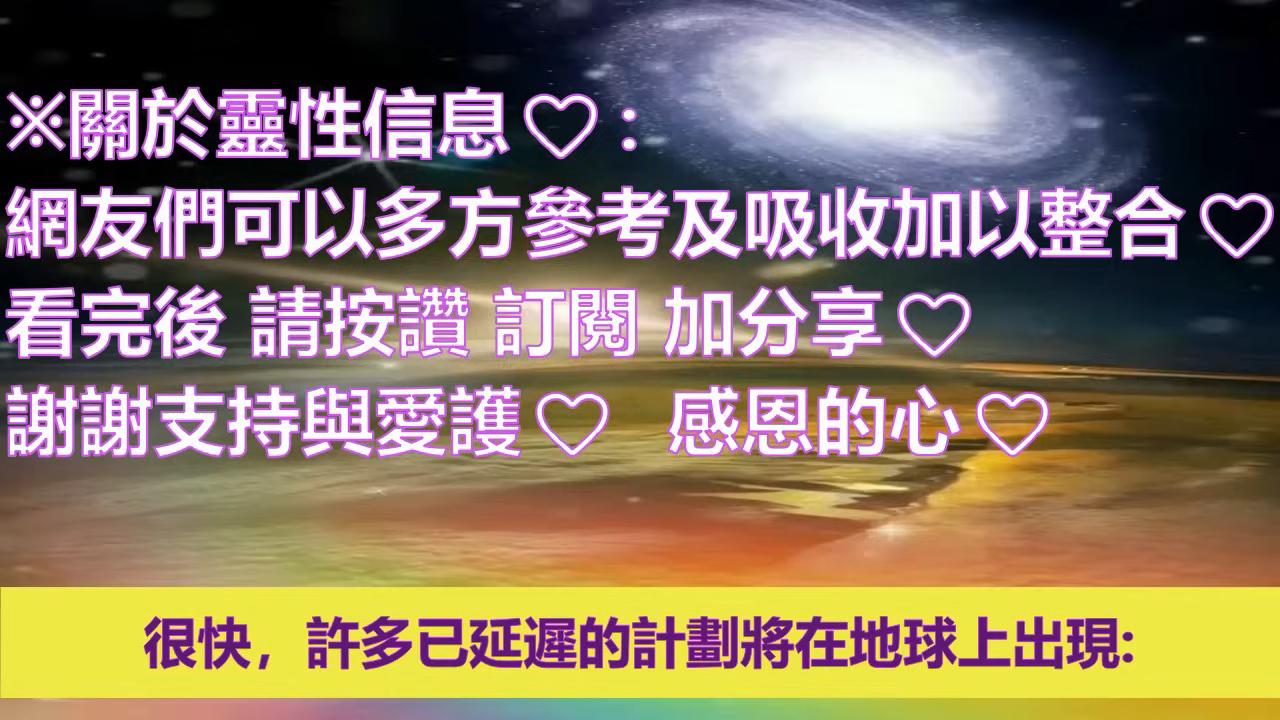 ※關於靈性信息♡:
網友們可以多方參考及吸收加以整合♡
看完後 請按讚 訂閱 加分享♡
謝謝支持與愛護♡ 感恩的心♡
很快，許多已延遲的計劃將在地球上出現: